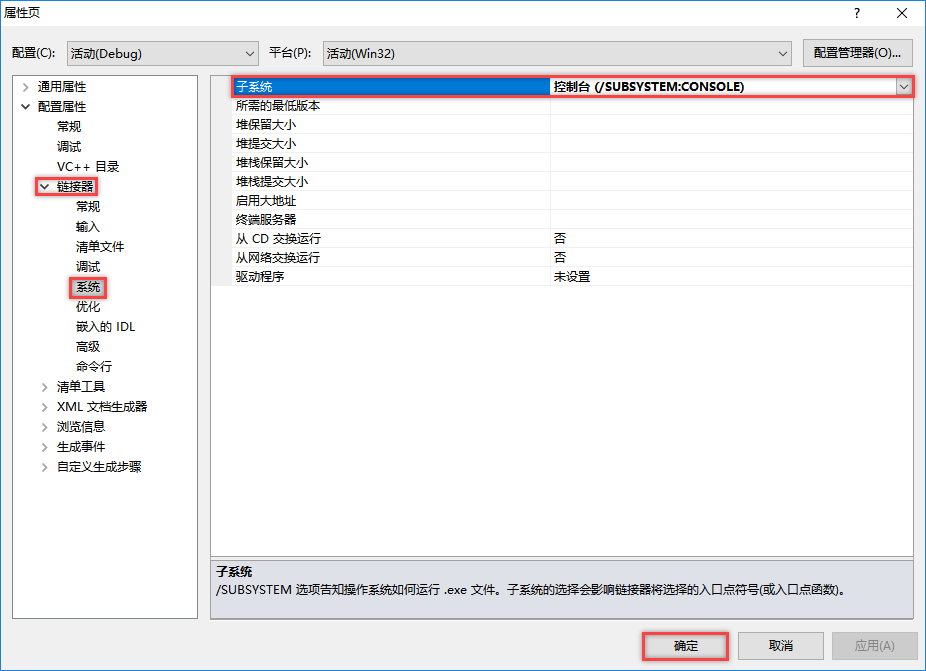 属性页
配置(C): 活动(Debug) 平台(P): 活动(Win32) 配置管理器(O)...
通用属性
配置属性
常规
调试
VC++ 目录
链接器
常规
输入
清单文件
调试
系统
优化
嵌入的 IDL
高级
命令行
清单工具
XML 文档生成器
浏览信息
生成事件
自定义生成步骤
子系统 控制台 (/SUBSYSTEM:CONSOLE)
所需的最低版本
堆保留大小
堆提交大小
堆栈保留大小
堆栈提交大小
启用大地址
终端服务器
从 CD 交换运行 否
从网络交换运行 否
驱动程序 未设置
子系统
/SUBSYSTEM 选项告知操作系统如何运行 .exe 文件。子系统的选择会影响链接器将选择的入口点符号(或入口点函数)。
确定 取消 应用(A)